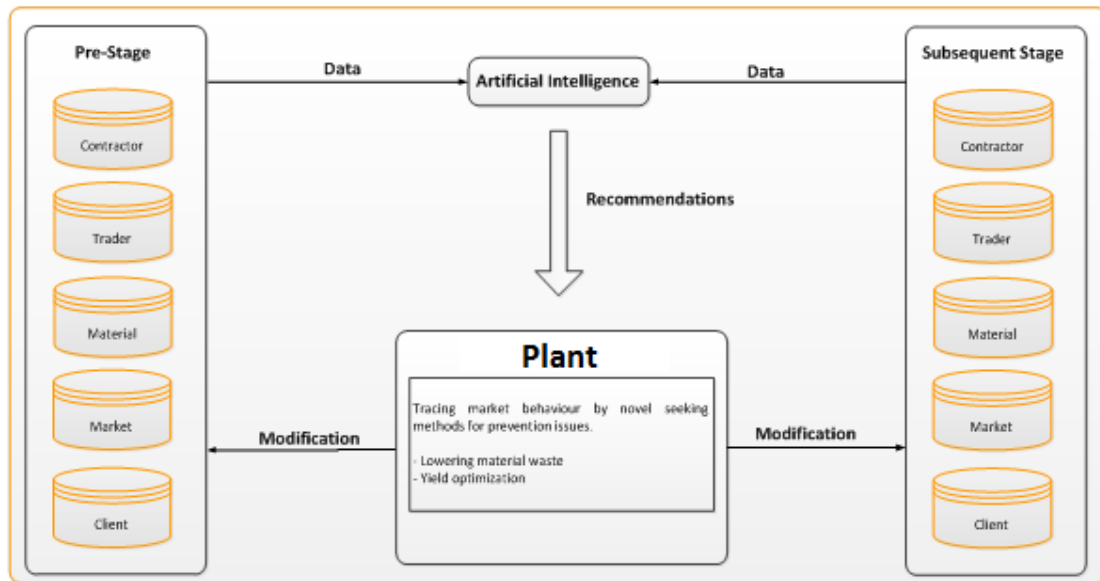 Pre-Stage
Contractor
Trader
Material
Market
Client
Data
Artificial Intelligence
Data
Recommendations
Plant
Tracing market behaviour by novel seeking
methods for prevention issues.
- Lowering material waste
- Yield optimization
Modification
Modification
Subsequent Stage
Contractor
Trader
Material
Market
Client